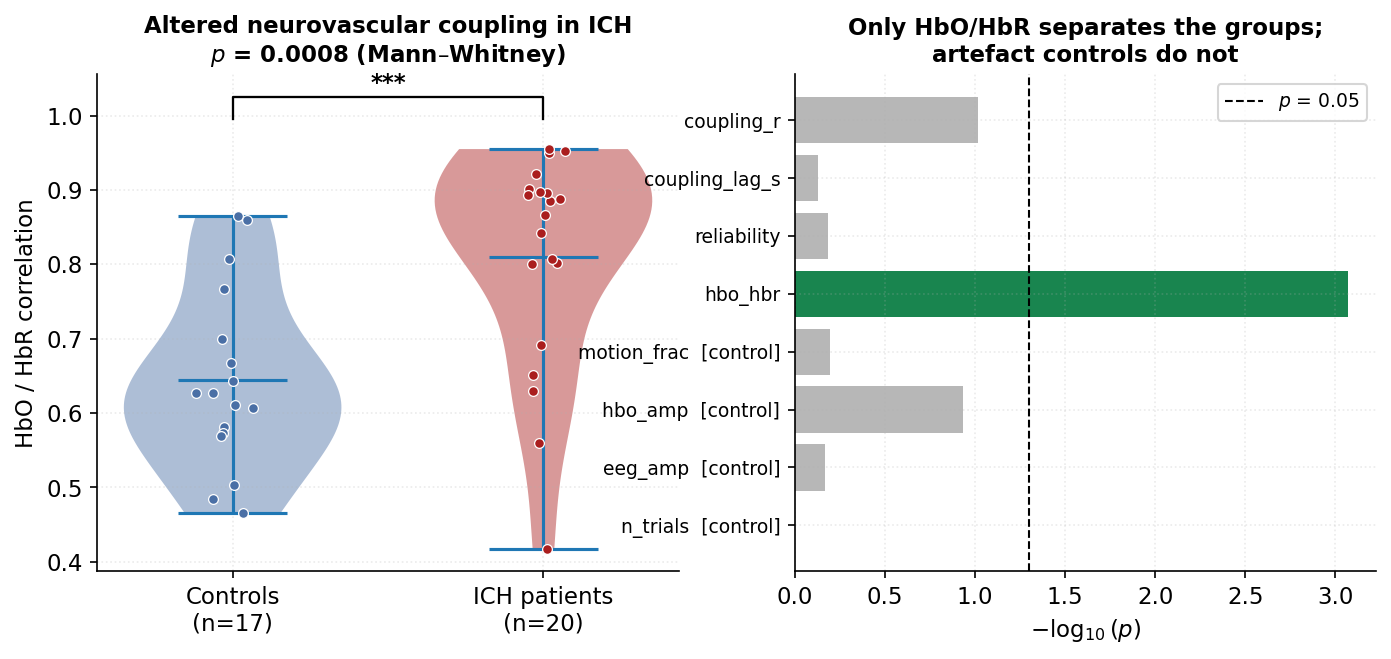 Altered neurovascular coupling in ICH
p = 0.0008 (Mann–Whitney)
***
HbO / HbR correlation
1.0
0.9
0.8
0.7
0.6
0.5
0.4
Controls
(n=17)
ICH patients
(n=20)
Only HbO/HbR separates the groups;
artefact controls do not
p = 0.05
coupling_r
coupling_lag_s
reliability
hbo_hbr
motion_frac [control]
hbo_amp [control]
eeg_amp [control]
n_trials [control]
0.0 0.5 1.0 1.5 2.0 2.5 3.0
−log₁₀(p)